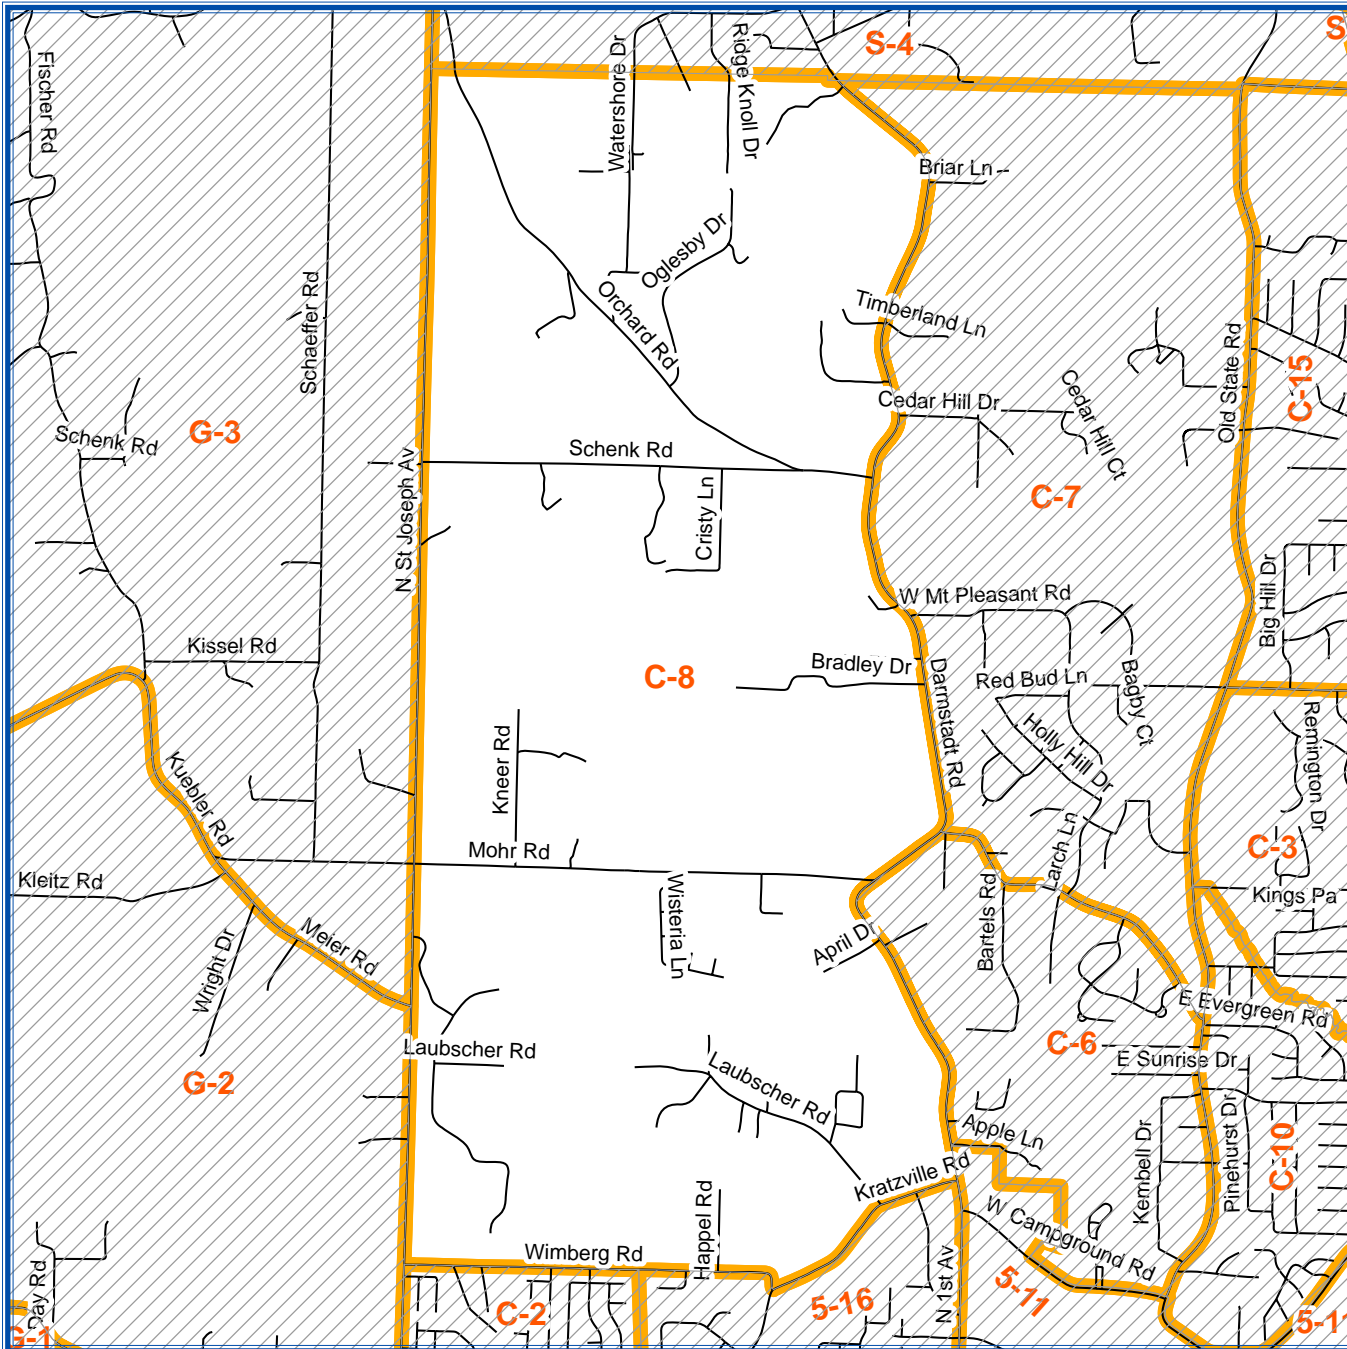 S-4
S
Fischer Rd
Watershore Dr
Ridge Knoll Dr
Briar Ln
Oglesby Dr
Orchard Rd
Timberland Ln
Schaeffer Rd
Old State Rd
C-15
Cedar Hill Dr
Cedar Hill Ct
Schenk Rd
G-3
Schenk Rd
N St Joseph Av
Cristy Ln
C-7
W Mt Pleasant Rd
Big Hill Dr
Kissel Rd
C-8
Bradley Dr
Darmstadt Rd
Red Bud Ln
Bagby Ct
Holly Hill Dr
Remington Dr
Kneer Rd
Kuebler Rd
Mohr Rd
Larch Ln
C-3
Kleitz Rd
Kings Pa
Wisteria Ln
Meier Rd
Wright Dr
April Dr
Bartels Rd
E Evergreen Rd
C-6
E Sunrise Dr
Laubscher Rd
G-2
Laubscher Rd
Apple Ln
Kembell Dr
Pinehurst Dr
C-10
Kratzville Rd
Happel Rd
W Campground Rd
Wimberg Rd
N 1st Av
5-11
5-16
C-2
Day Rd
G-1
5-11